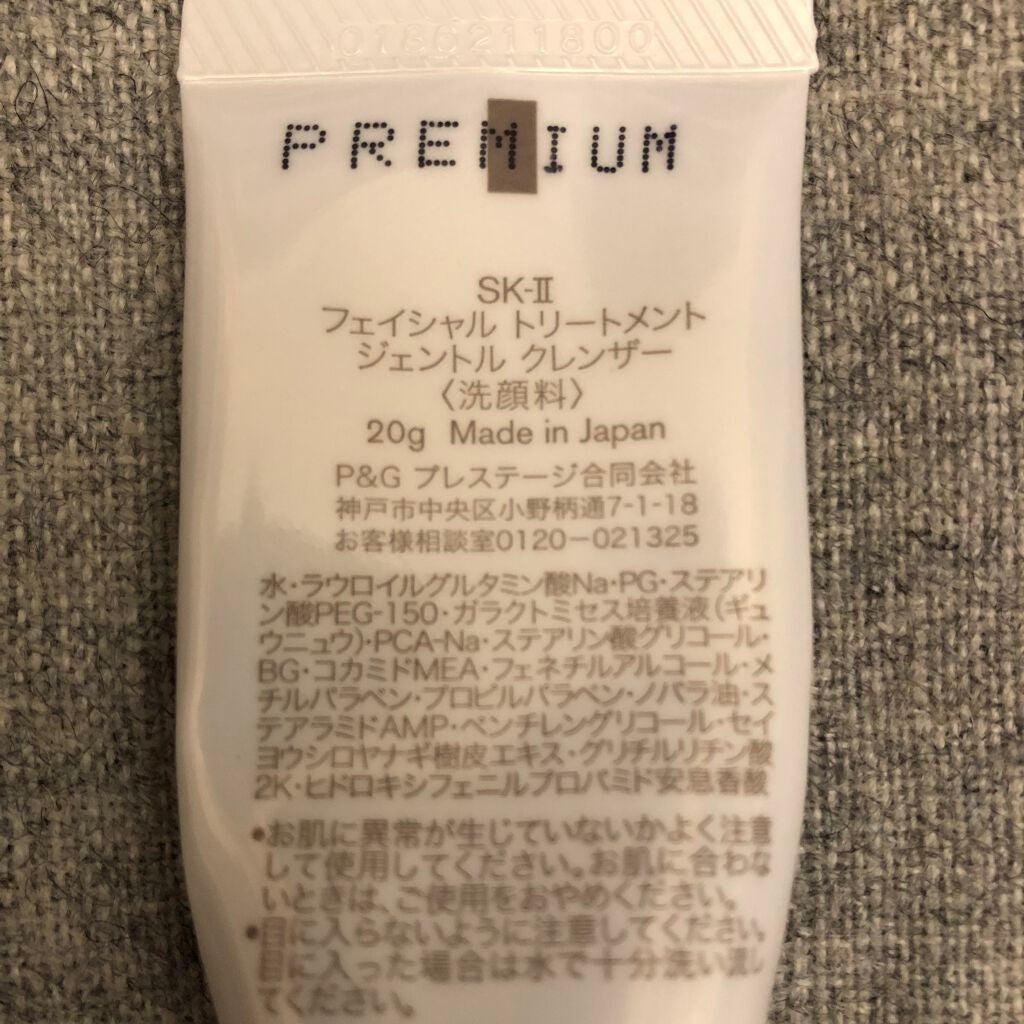 0186211800
PREMIUM
SK-Ⅱ
フェイシャル トリートメント
ジェントル クレンザー
〈洗顔料〉
20g Made in Japan
P&G プレステージ合同会社
神戸市中央区小野柄通7-1-18
お客様相談室0120-021325
水・ラウロイルグルタミン酸Na・PG・ステアリ
ン酸PEG-150・ガラクトミセス培養液(ギュ
ウニュウ)・PCA-Na・ステアリン酸グリコール・
BG・コカミドMEA・フェネチルアルコール・メ
チルパラベン・プロピルパラベン・ノバラ油・ス
テアラミドAMP・ペンチレングリコール・セイ
ヨウシロヤナギ樹皮エキス・グリチルリチン酸
2K・ヒドロキシフェニルプロパミド安息香酸
•お肌に異常が生じていないかよく注意
して使用してください。お肌に合わな
いときは、ご使用をおやめください。
•目に入らないように注意してください。
目に入った場合は水で十分洗い流し
てください。